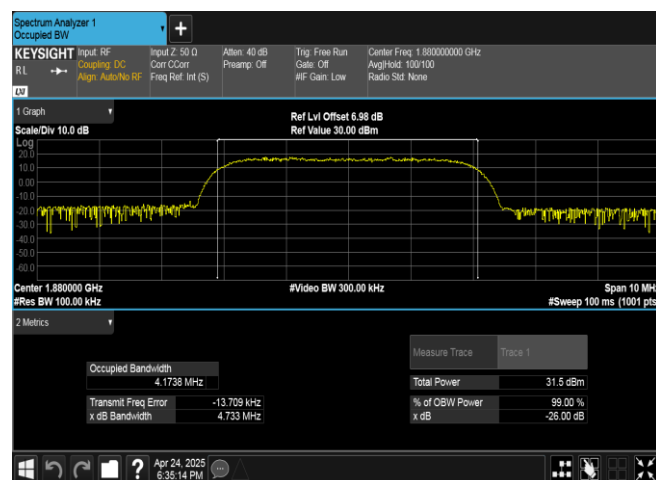 Spectrum Analyzer 1
Occupied BW
+
KEYSIGHT Input: RF Input Z: 50 Ω Atten: 40 dB Trig: Free Run Center Freq: 1.880000000 GHz
RL Coupling: DC Corr CCorr Preamp: Off Gate: Off Avg|Hold: 100/100
Align: Auto/No RF Freq Ref: Int (S) #IF Gain: Low Radio Std: None
LXI
1 Graph
Ref Lvl Offset 6.98 dB
Scale/Div 10.0 dB Ref Value 30.00 dBm
Log
20.0
10.0
0.00
-10.0
-20.0
-30.0
-40.0
-50.0
-60.0
Center 1.880000 GHz #Video BW 300.00 kHz Span 10 MHz
#Res BW 100.00 kHz #Sweep 100 ms (1001 pts
2 Metrics
Measure Trace Trace 1
Occupied Bandwidth
4.1738 MHz
Total Power 31.5 dBm
Transmit Freq Error -13.709 kHz % of OBW Power 99.00 %
x dB Bandwidth 4.733 MHz x dB -26.00 dB
? Apr 24, 2025
6:35:14 PM